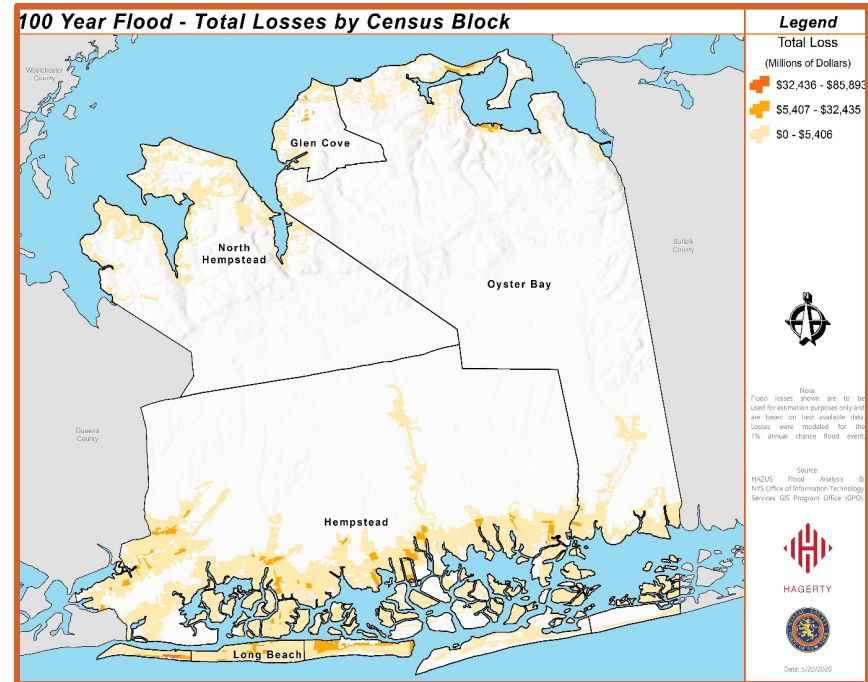 100 Year Flood - Total Losses by Census Block
Legend
Total Loss
(Millions of Dollars)
$32,436 - $85,893
$5,407 - $32,435
$0 - $5,406
Westchester
County
Glen Cove
North
Hempstead
Oyster Bay
Suffolk
County
Queens
County
Hempstead
Long Beach
Note:
Flood losses shown are to be
used for estimation purposes only and
are based on best available data.
Losses were modeled for the
1% annual chance flood event.
Source:
HAZUS Flood Analysis &
NYS Office of Information Technology
Services GIS Program Office (GPO).
HAGERTY
Date: 5/20/2020